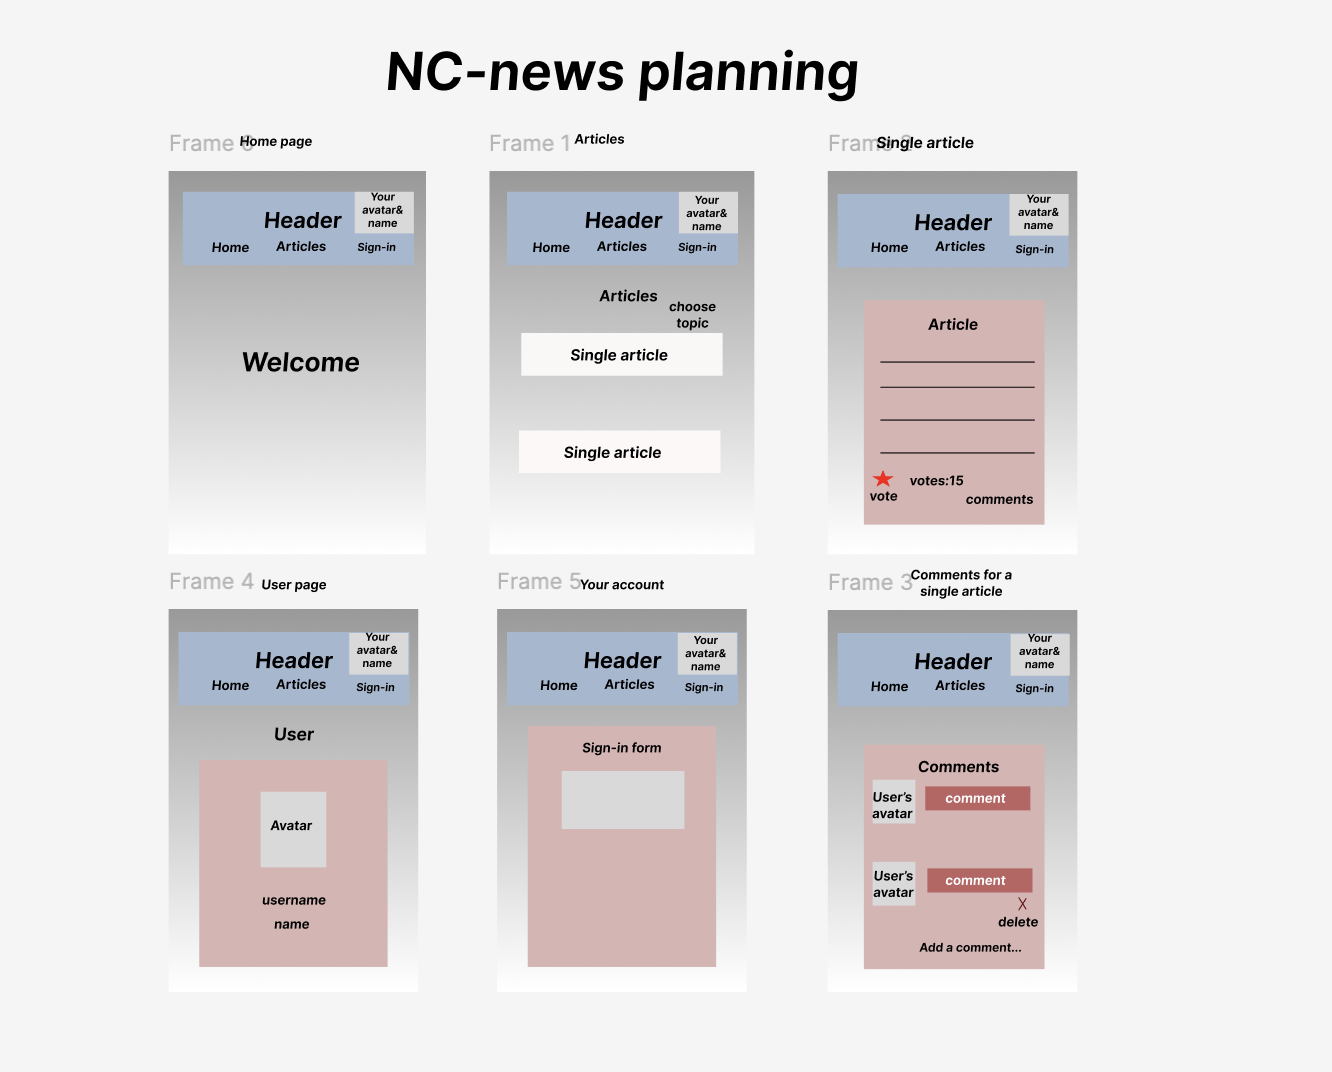 NC-news planning
Frame 0 Home page
Frame 1 Articles
Frame 2 Single article
Your
avatar&
name
Header
Home Articles Sign-in
Welcome
Your
avatar&
name
Header
Home Articles Sign-in
Articles
choose
topic
Single article
Single article
Your
avatar&
name
Header
Home Articles Sign-in
Article
votes:15
vote
comments
Frame 4 User page
Frame 5 Your account
Frame 3 Comments for a
single article
Your
avatar&
name
Header
Home Articles Sign-in
User
Avatar
username
name
Your
avatar&
name
Header
Home Articles Sign-in
Sign-in form
Your
avatar&
name
Header
Home Articles Sign-in
Comments
User's
avatar
comment
User's
avatar
comment
X
delete
Add a comment...